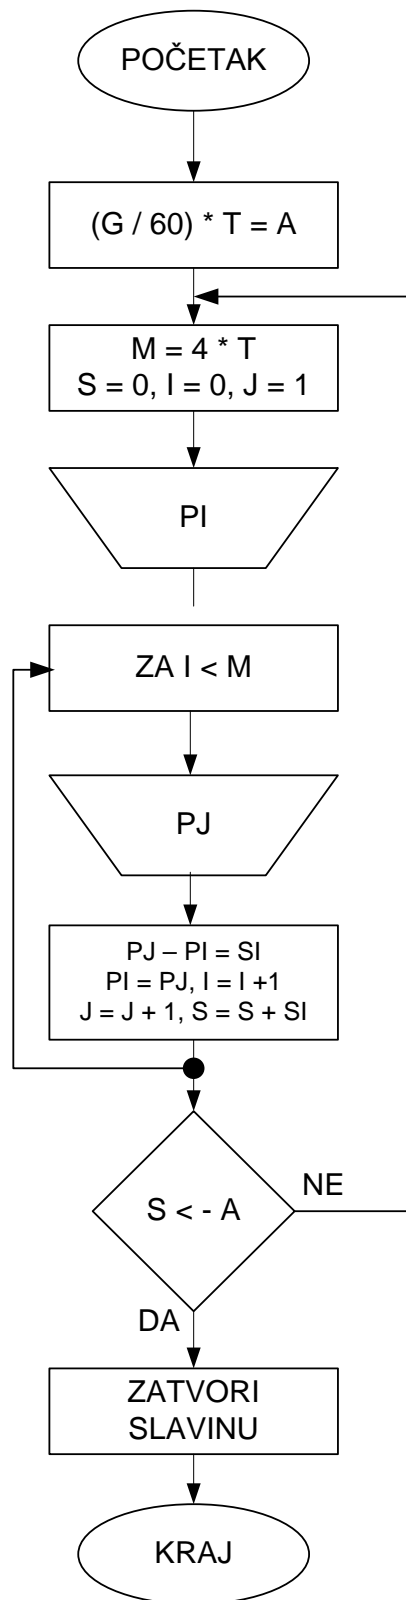 POČETAK
(G / 60) * T = A
M = 4 * T
S = 0, I = 0, J = 1
PI
ZA I < M
PJ
PJ – PI = SI
PI = PJ, I = I +1
J = J + 1, S = S + SI
S < - A
NE
DA
ZATVORI
SLAVINU
KRAJ